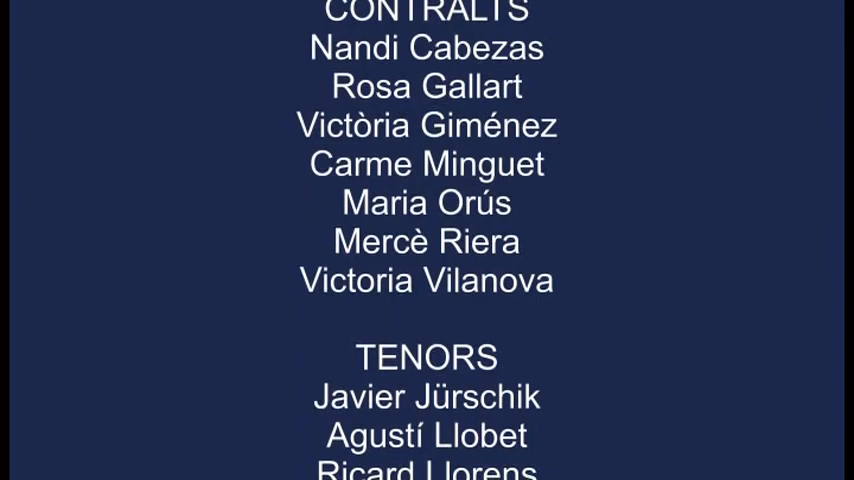 CONTRALTS
Nandi Cabezas
Rosa Gallart
Victòria Giménez
Carme Minguet
Maria Orús
Mercè Riera
Victoria Vilanova
TENORS
Javier Jürschik
Agustí Llobet
Ricard Llorens